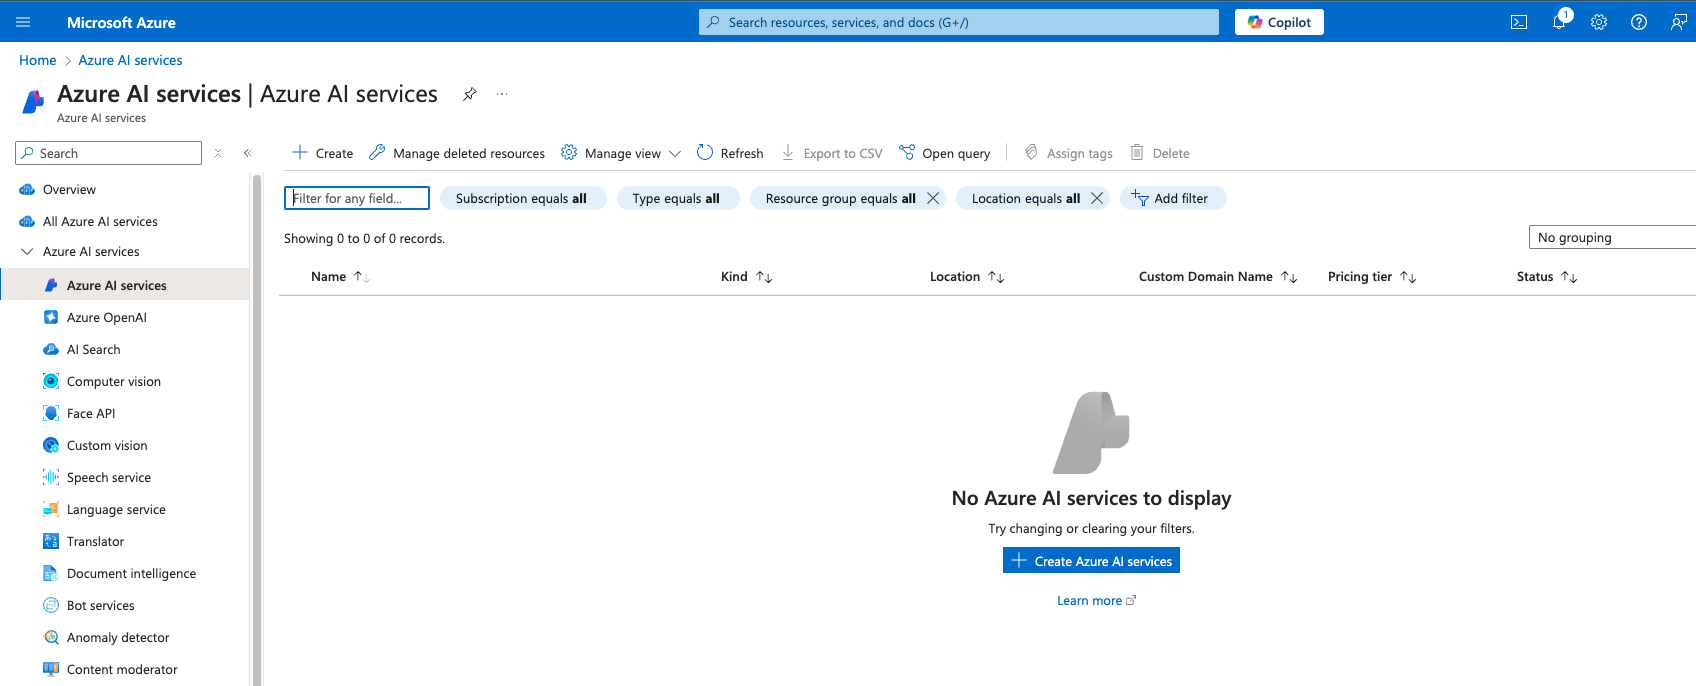 Microsoft Azure
Search resources, services, and docs (G+/)
Copilot
1
Home > Azure AI services
Azure AI services | Azure AI services
...
Azure AI services
Search
Create
Manage deleted resources
Manage view
Refresh
Export to CSV
Open query
Assign tags
Delete
Overview
All Azure AI services
Azure AI services
Azure AI services
Azure OpenAI
AI Search
Computer vision
Face API
Custom vision
Speech service
Language service
Translator
Document intelligence
Bot services
Anomaly detector
Content moderator
Filter for any field...
Subscription equals all
Type equals all
Resource group equals all
Location equals all
Add filter
Showing 0 to 0 of 0 records.
No grouping
Name
Kind
Location
Custom Domain Name
Pricing tier
Status
No Azure AI services to display
Try changing or clearing your filters.
Create Azure AI services
Learn more